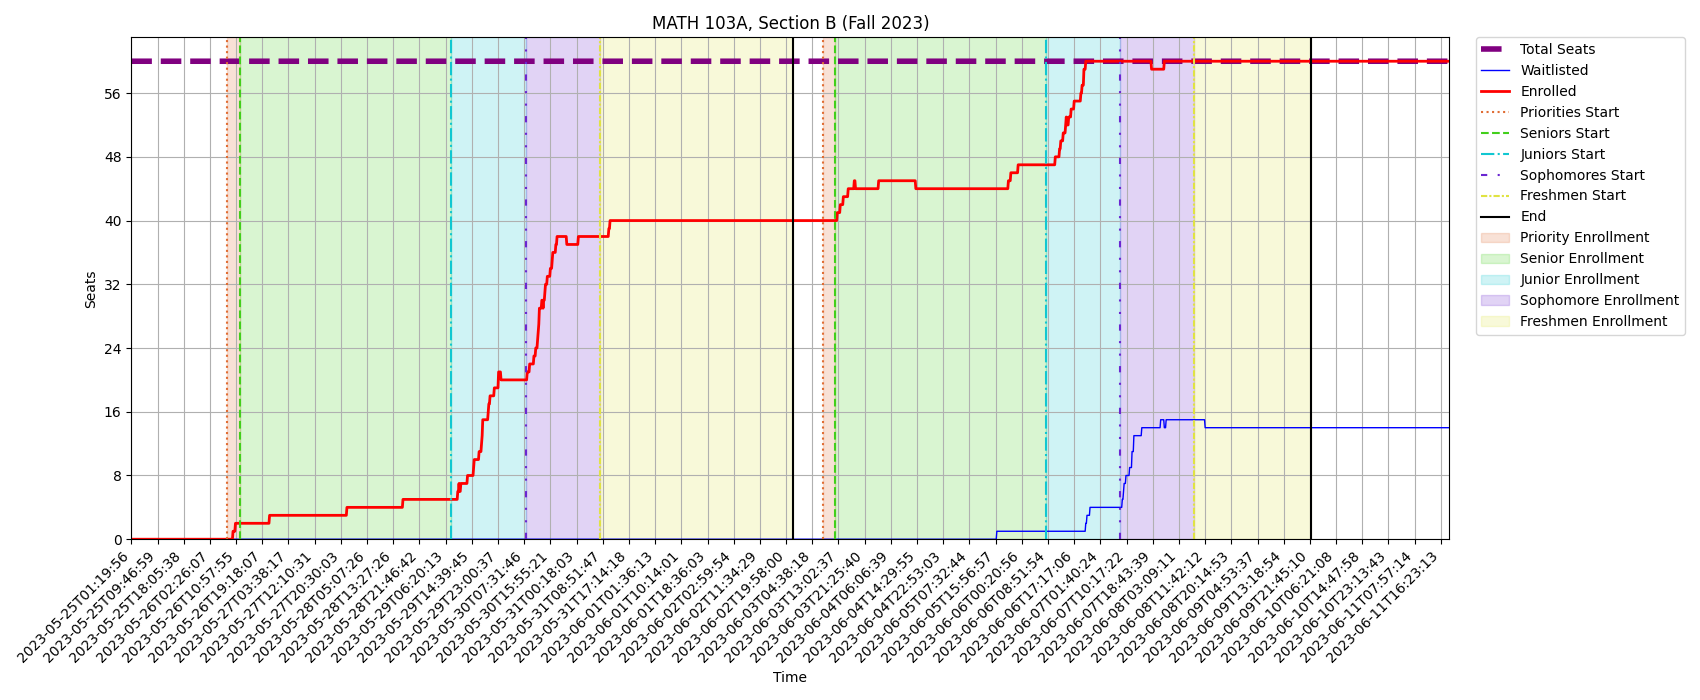 MATH 103A, Section B (Fall 2023)
Seats
56
48
40
32
24
16
8
0
2023-05-25T01:19:56
2023-05-25T09:46:59
2023-05-25T18:05:38
2023-05-26T02:26:07
2023-05-26T10:57:55
2023-05-26T19:18:07
2023-05-27T03:38:17
2023-05-27T12:10:31
2023-05-27T20:30:03
2023-05-28T05:07:26
2023-05-28T13:27:26
2023-05-28T21:46:42
2023-05-29T06:20:13
2023-05-29T14:39:45
2023-05-29T23:00:37
2023-05-30T07:31:46
2023-05-30T15:55:21
2023-05-31T00:18:03
2023-05-31T08:51:47
2023-05-31T17:14:18
2023-06-01T01:36:13
2023-06-01T10:14:01
2023-06-01T18:36:03
2023-06-02T02:59:54
2023-06-02T11:34:29
2023-06-02T19:58:00
2023-06-03T04:38:18
2023-06-03T13:02:37
2023-06-03T21:25:40
2023-06-04T06:06:39
2023-06-04T14:29:55
2023-06-04T22:53:03
2023-06-05T07:32:44
2023-06-05T15:56:57
2023-06-06T00:20:56
2023-06-06T08:51:54
2023-06-06T17:17:06
2023-06-07T01:40:24
2023-06-07T10:17:22
2023-06-07T18:43:39
2023-06-08T03:09:11
2023-06-08T11:42:12
2023-06-08T20:14:53
2023-06-09T04:53:37
2023-06-09T13:18:54
2023-06-09T21:45:10
2023-06-10T06:21:08
2023-06-10T14:47:58
2023-06-10T23:13:43
2023-06-11T07:57:14
2023-06-11T16:23:13
Time
Total Seats
Waitlisted
Enrolled
Priorities Start
Seniors Start
Juniors Start
Sophomores Start
Freshmen Start
End
Priority Enrollment
Senior Enrollment
Junior Enrollment
Sophomore Enrollment
Freshmen Enrollment